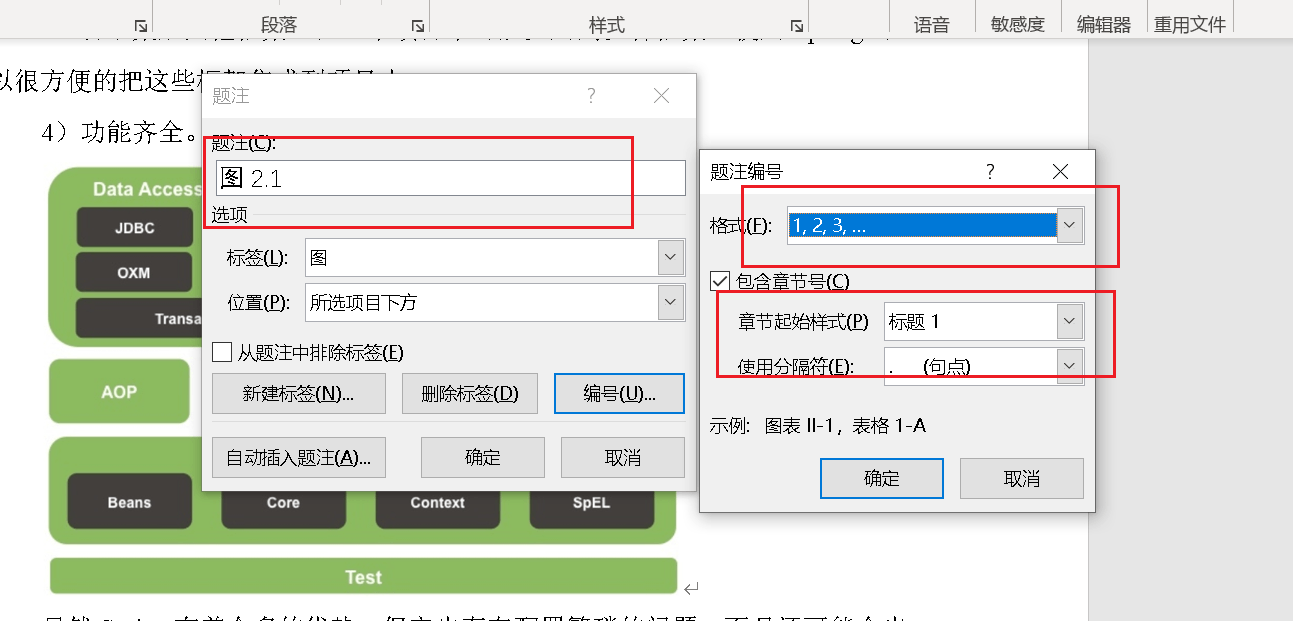 段落 样式 语音 敏感度 编辑器 重用文件
以很方便的把这些
4）功能齐全。
Data Access
JDBC
OXM
Transa
AOP
Beans Core Context SpEL
Test
题注 ?
题注(C):
图 2.1
选项
标签(L): 图
位置(P): 所选项目下方
从题注中排除标签(E)
新建标签(N)... 删除标签(D) 编号(U)...
自动插入题注(A)... 确定 取消
题注编号 ?
格式(F): 1, 2, 3, ...
包含章节号(C)
章节起始样式(P) 标题 1
使用分隔符(E): . (句点)
示例: 图表 II-1，表格 1-A
确定 取消